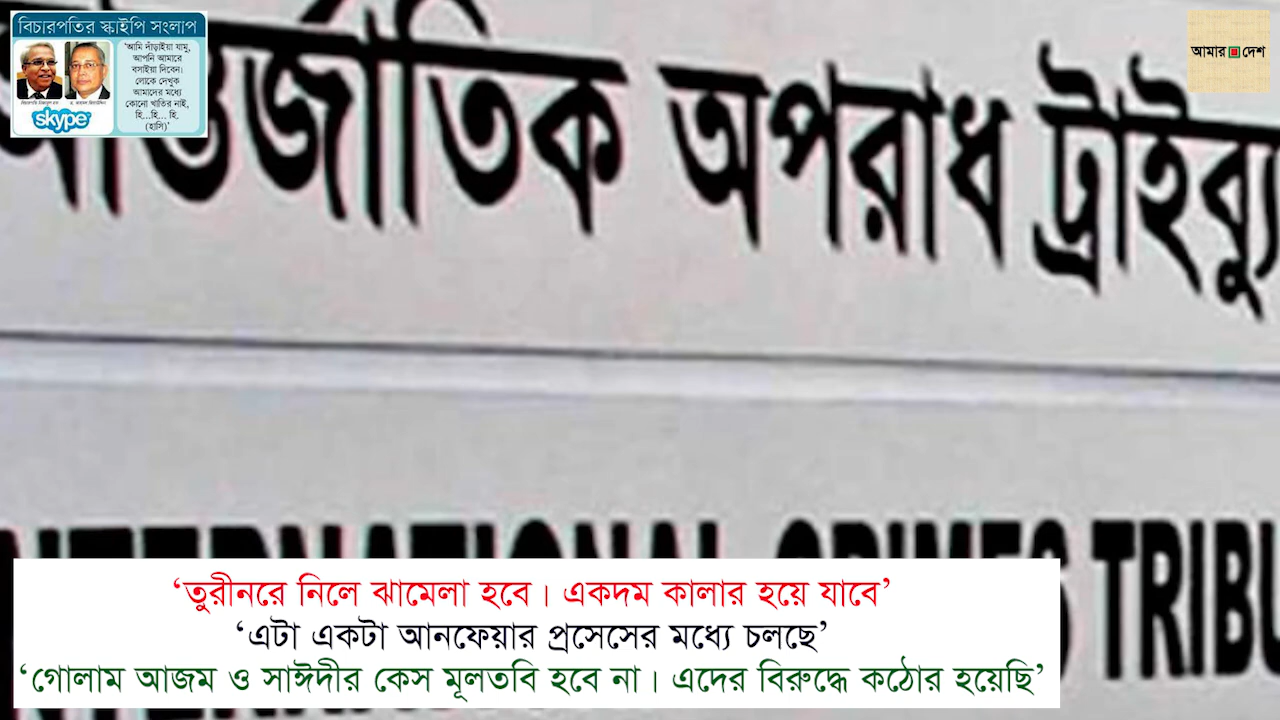 বিচারপতির স্কাইপি সংলাপ
'আমি দাঁড়াইয়া যামু,
আপনি আমারে
বসাইয়া দিবেন।
লোকে দেখুক
আমাদের মধ্যে
কোনো খাতির নাই,
হি...হি... হি.
(হাসি)'
skype
আমার দেশ
আন্তর্জাতিক অপরাধ ট্রাইব্যু
INTERNATIONAL CRIMES TRIBU
‘তুরীনরে নিলে ঝামেলা হবে। একদম কালার হয়ে যাবে’
‘এটা একটা আনফেয়ার প্রসেসের মধ্যে চলছে’
‘গোলাম আজম ও সাঈদীর কেস মূলতবি হবে না। এদের বিরুদ্ধে কঠোর হয়েছি’